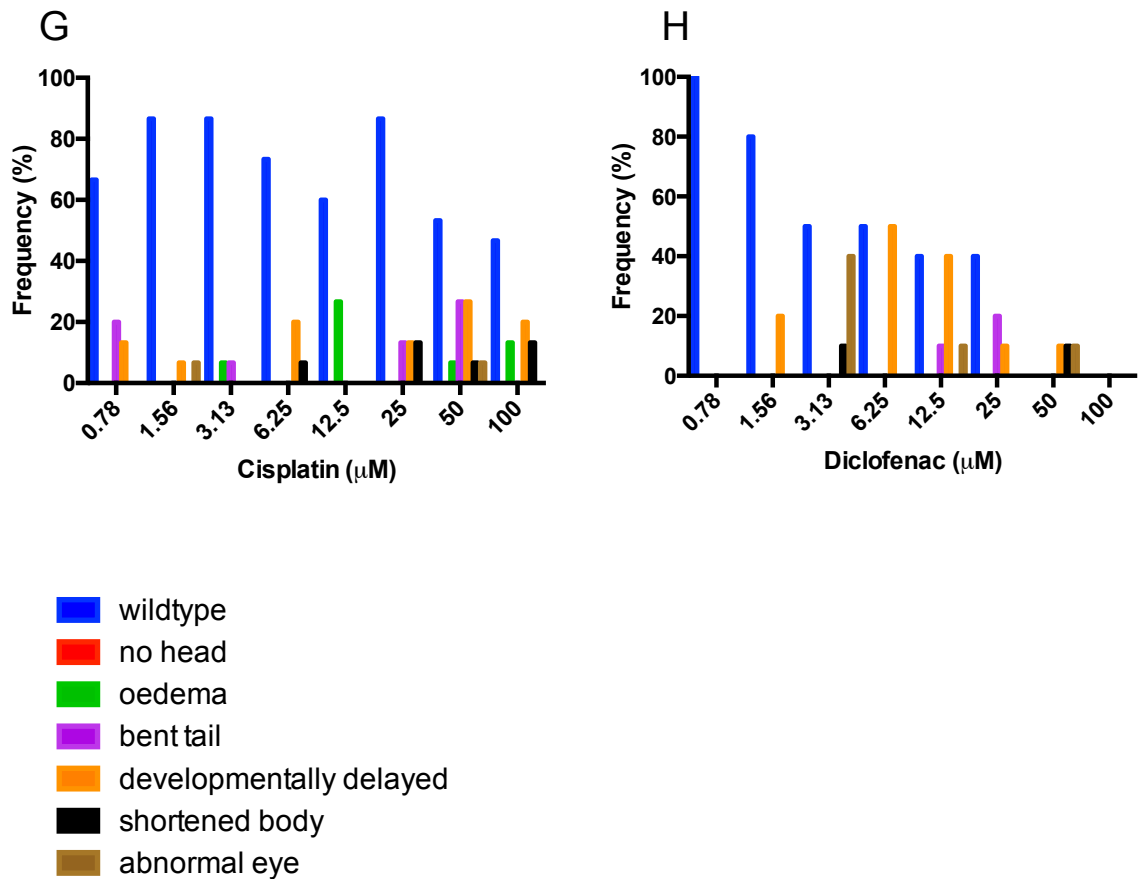 G
100
80
60
40
20
0
Frequency (%)
0.78
1.56
3.13
6.25
12.5
25
50
100
Cisplatin (μM)
H
100
80
60
40
20
0
Frequency (%)
0.78
1.56
3.13
6.25
12.5
25
50
100
Diclofenac (μM)
wildtype
no head
oedema
bent tail
developmentally delayed
shortened body
abnormal eye